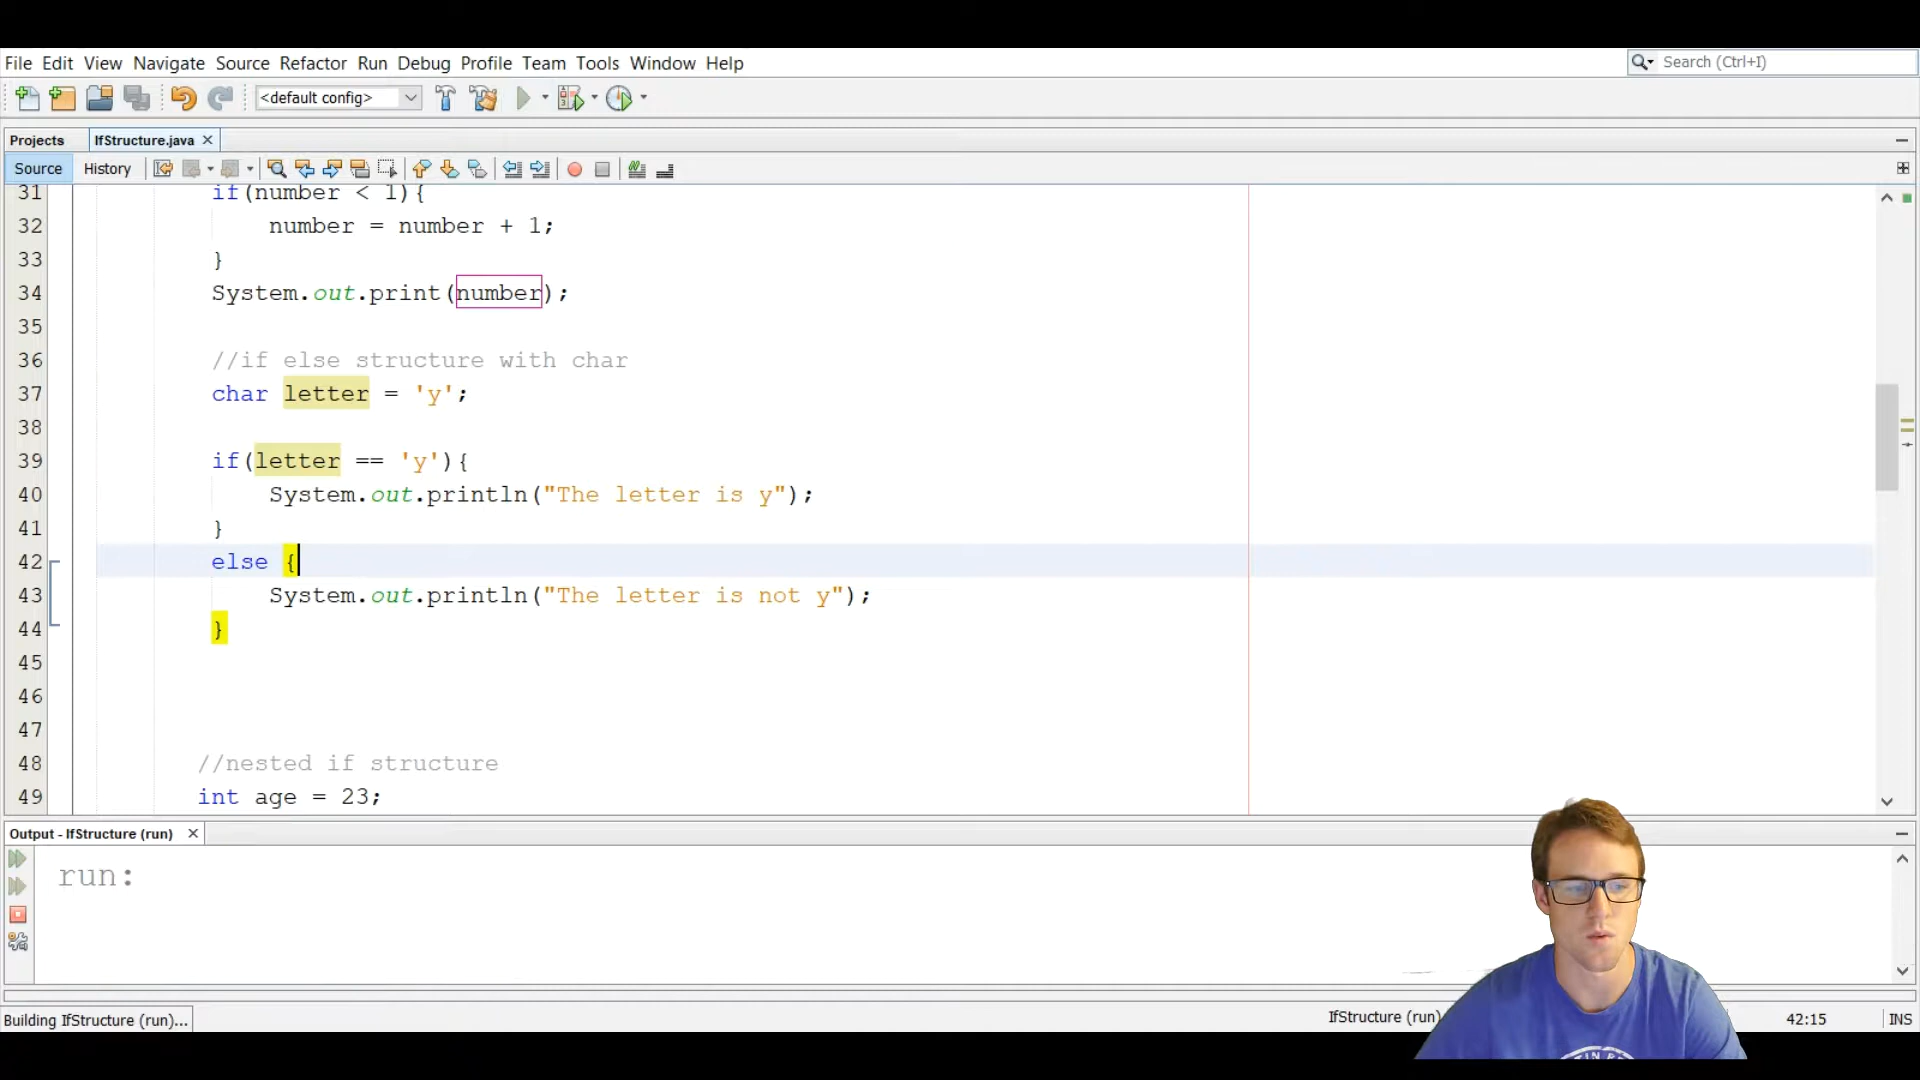 File Edit View Navigate Source Refactor Run Debug Profile Team Tools Window Help
Search (Ctrl+I)
<default config>
Projects
IfStructure.java
Source
History
31 if(number < 1){
32 number = number + 1;
33 }
34 System.out.print(number);
35
36 //if else structure with char
37 char letter = 'y';
38
39 if(letter == 'y'){
40 System.out.println("The letter is y");
41 }
42 else {
43 System.out.println("The letter is not y");
44 }
45
46
47
48 //nested if structure
49 int age = 23;
Output - IfStructure (run)
run:
Building IfStructure (run)...
IfStructure (run)
42:15
INS